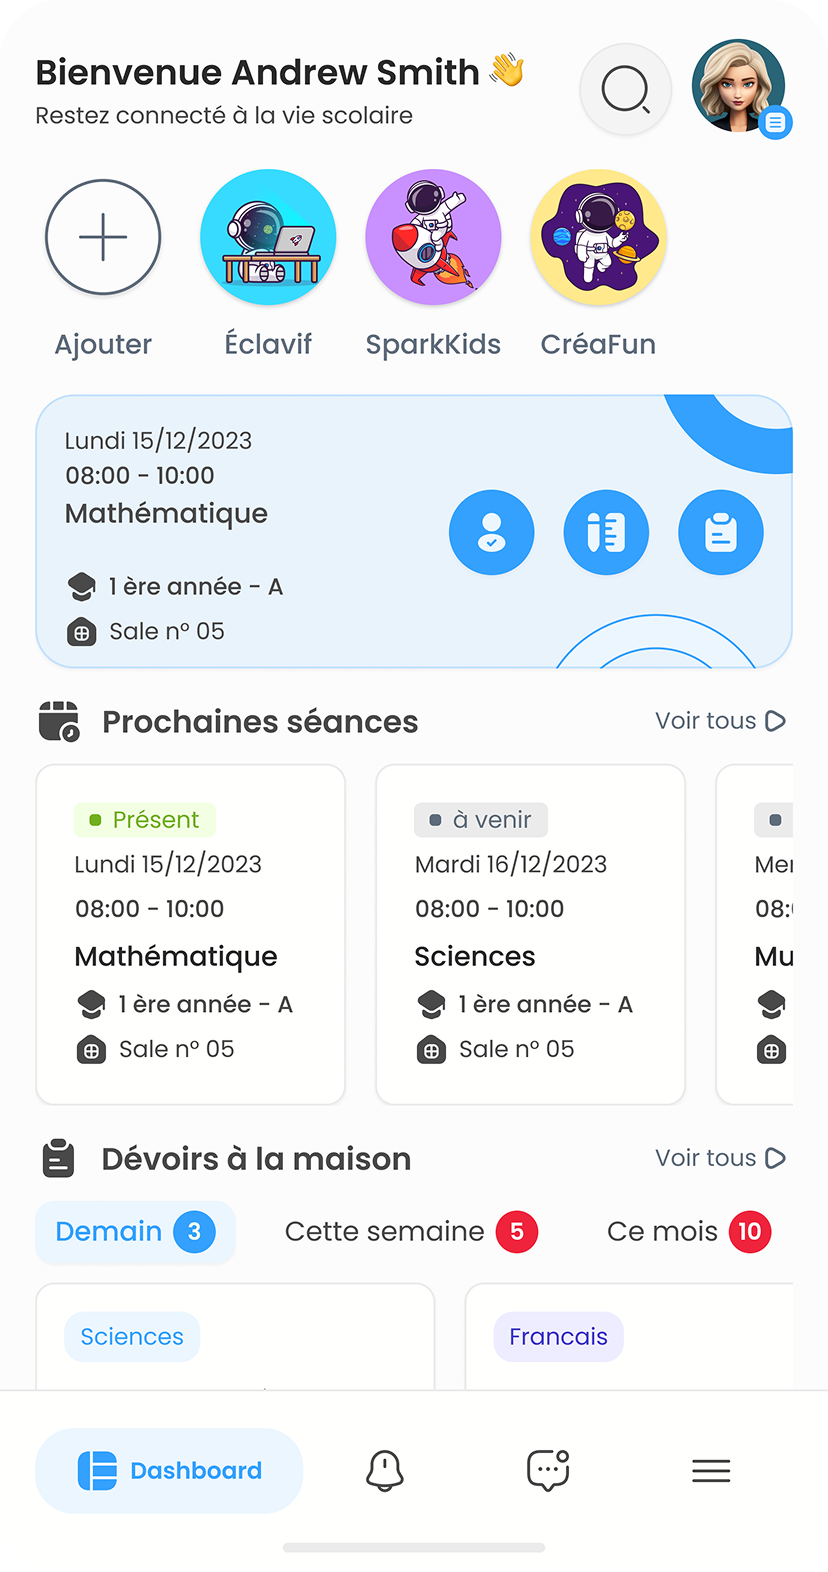 Bienvenue Andrew Smith 👋
Restez connecté à la vie scolaire
Ajouter
Éclavif
SparkKids
CréaFun
Lundi 15/12/2023
08:00 - 10:00
Mathématique
1 ère année - A
Sale n° 05
Prochaines séances
Voir tous
Présent
Lundi 15/12/2023
08:00 - 10:00
Mathématique
1 ère année - A
Sale n° 05
à venir
Mardi 16/12/2023
08:00 - 10:00
Sciences
1 ère année - A
Sale n° 05
Mer
08:
Mu
Dévoirs à la maison
Voir tous
Demain 3
Cette semaine 5
Ce mois 10
Sciences
Francais
Dashboard